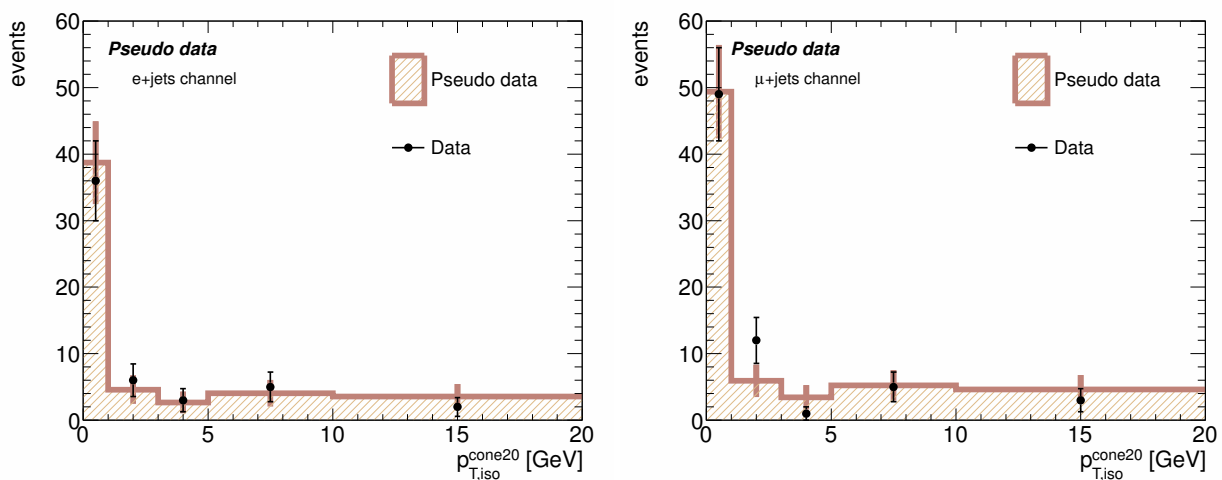 events
60
50
40
30
20
10
0
Pseudo data
e+jets channel
Pseudo data
Data
0 5 10 15 20
p_{T,iso}^{cone20} [GeV]
events
60
50
40
30
20
10
0
Pseudo data
μ+jets channel
Pseudo data
Data
0 5 10 15 20
p_{T,iso}^{cone20} [GeV]